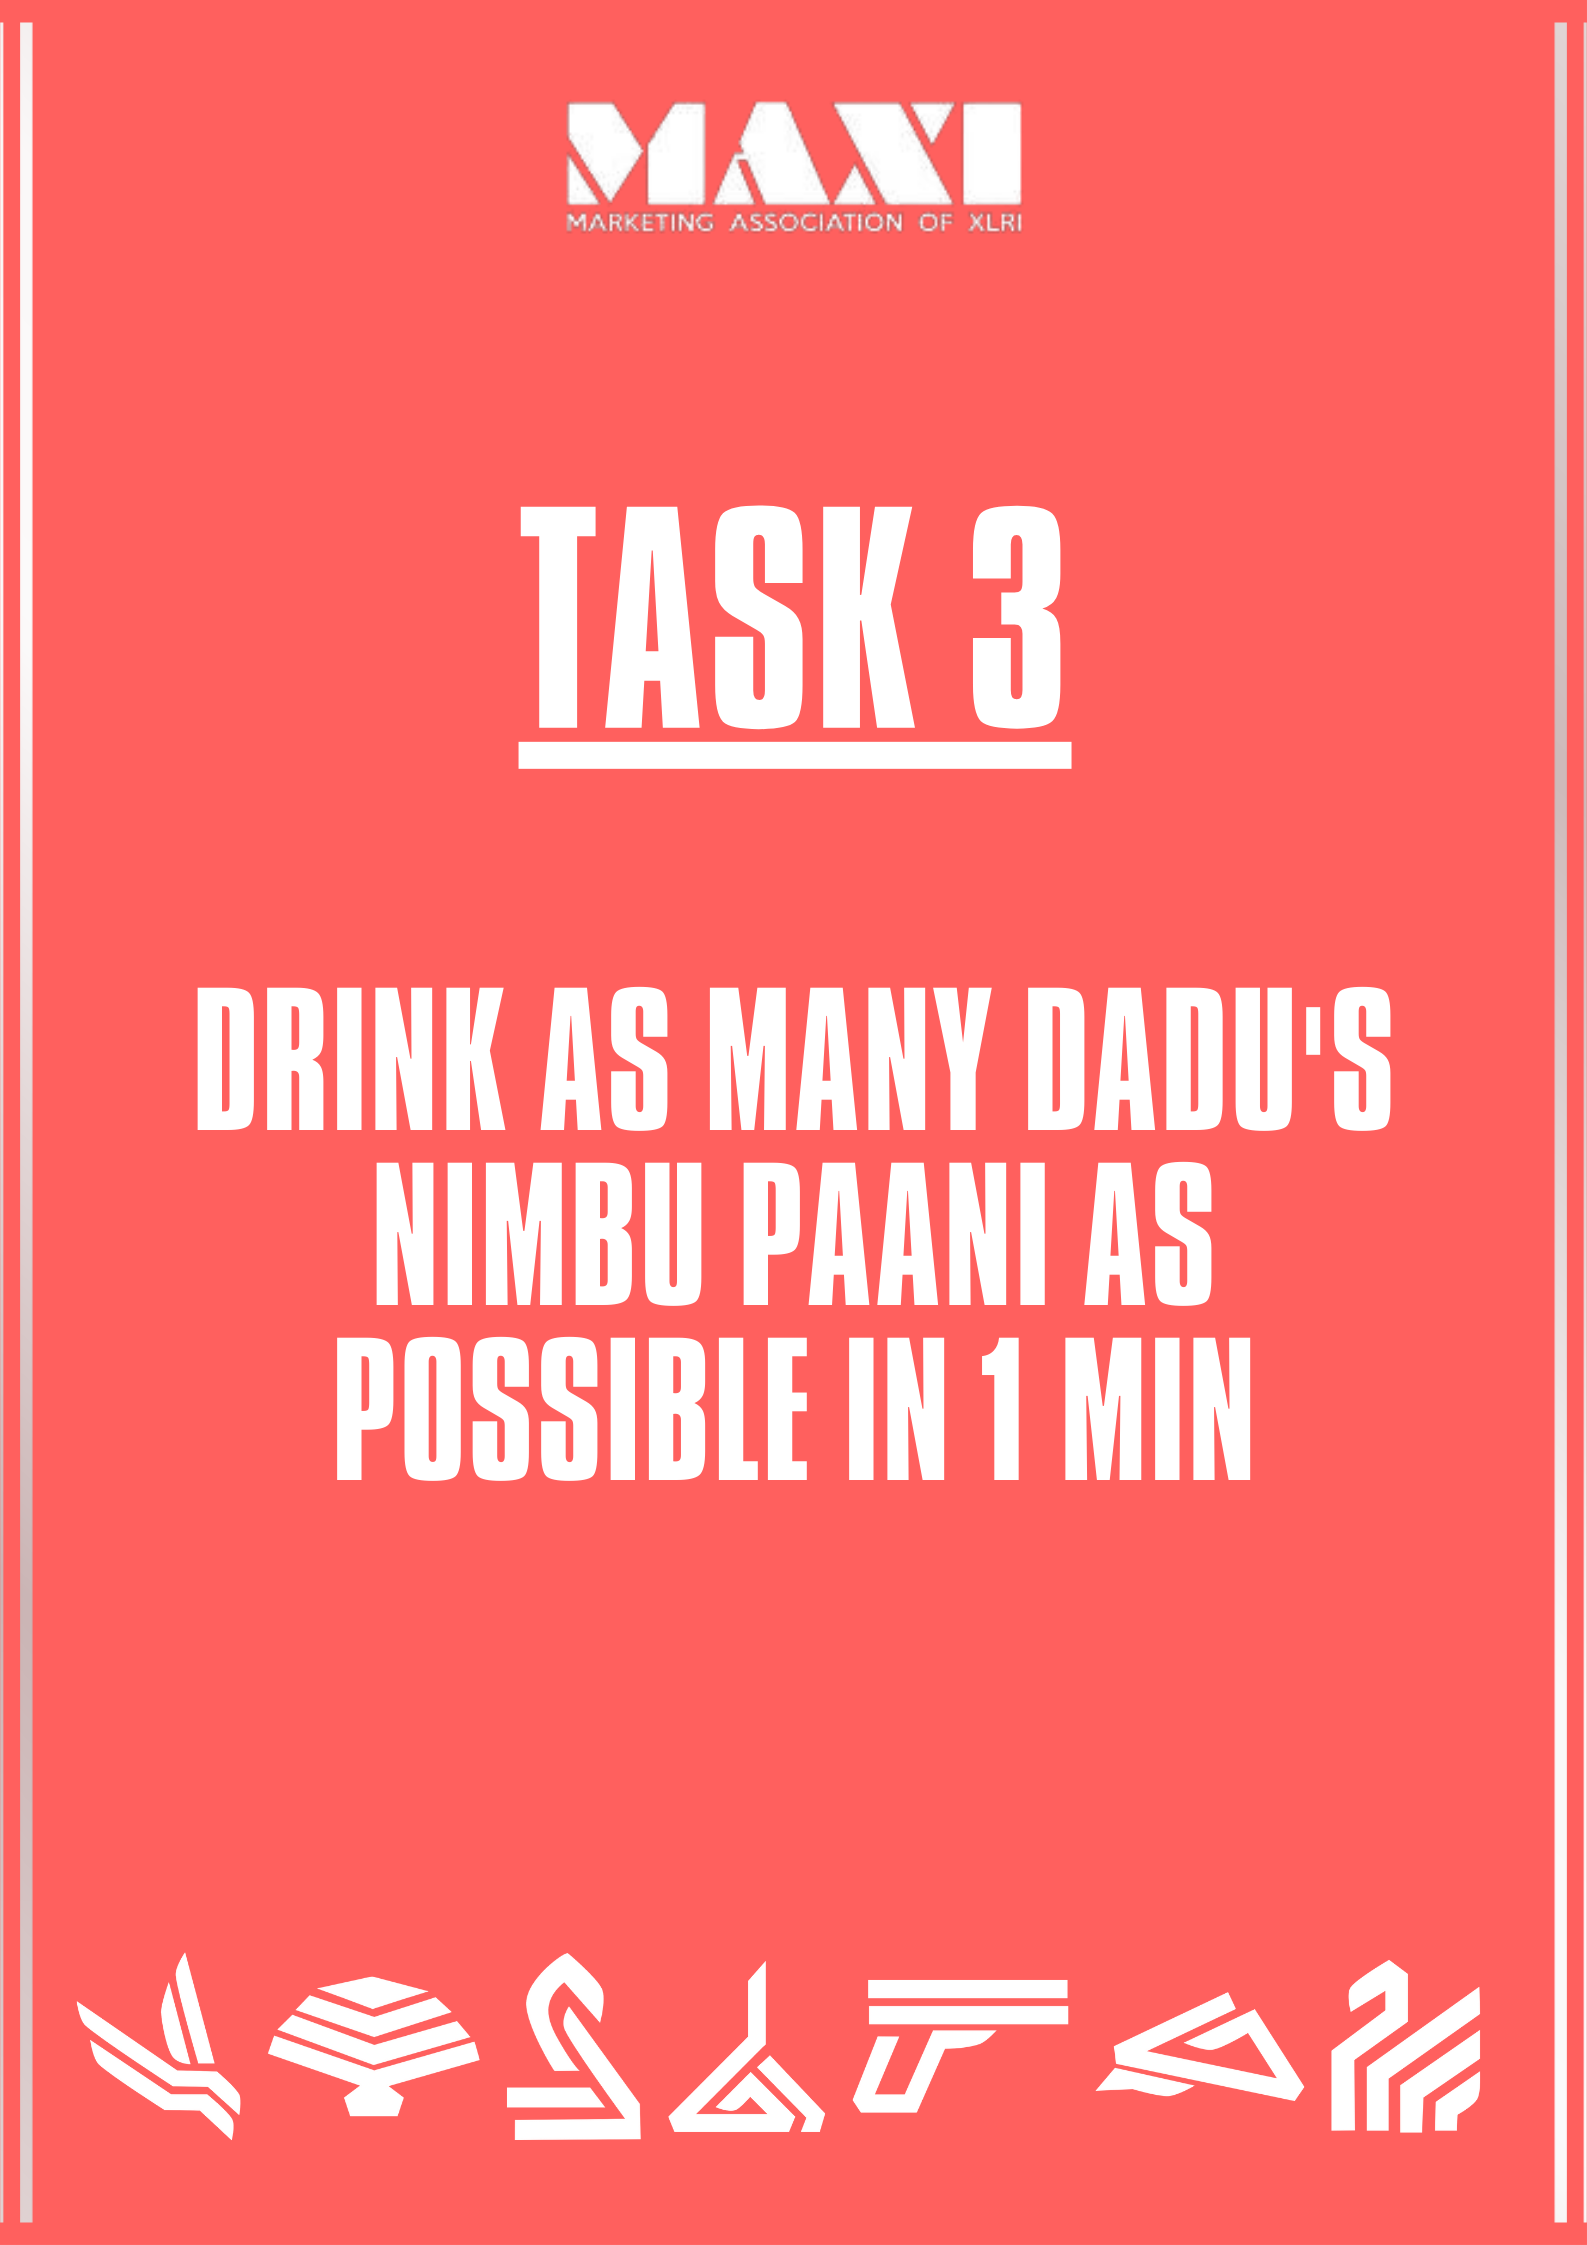 MAXI
MARKETING ASSOCIATION OF XLRI
TASK 3
DRINK AS MANY DADU'S
NIMBU PAANI AS
POSSIBLE IN 1 MIN